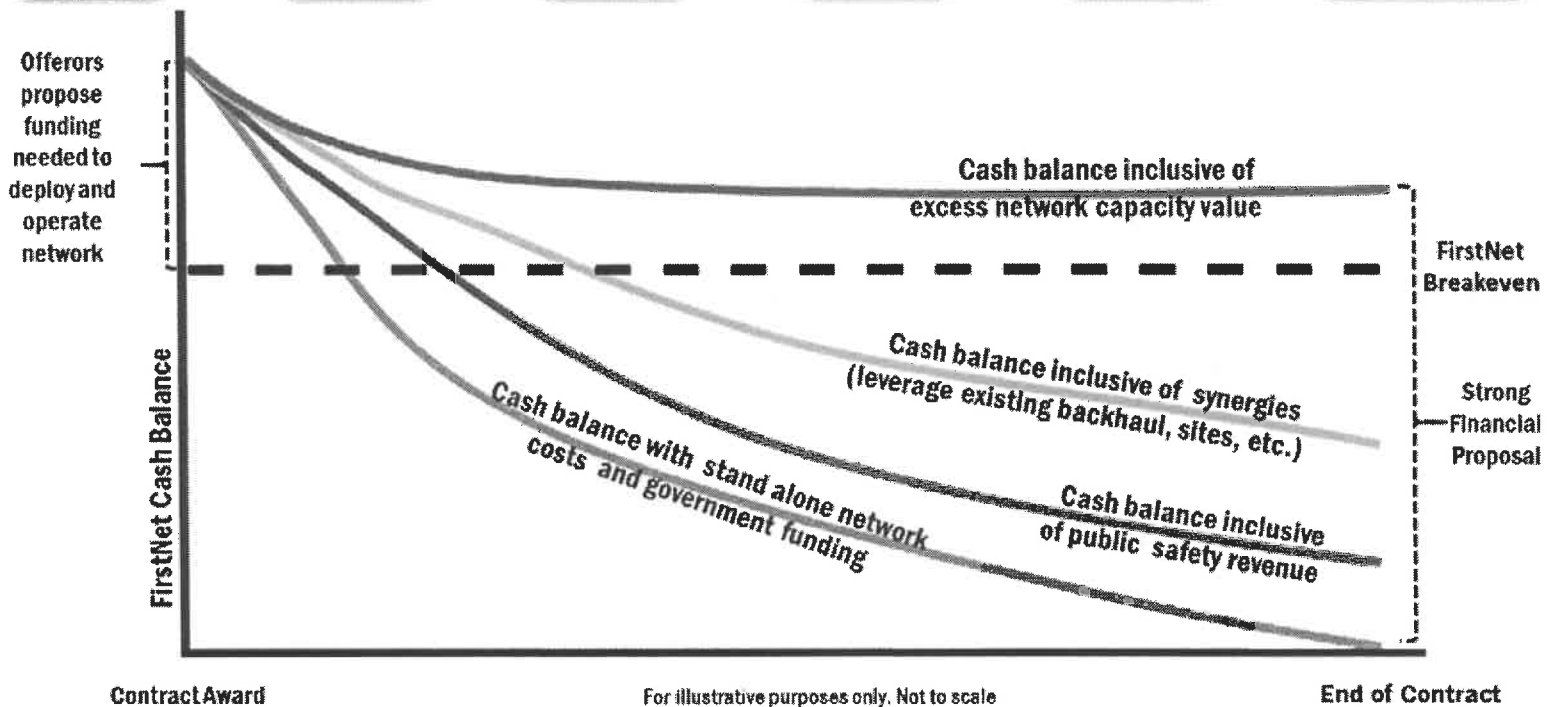 Offerors
propose
funding
needed to
deploy and
operate
network
FirstNet Cash Balance
Cash balance inclusive of
excess network capacity value
FirstNet
Breakeven
Cash balance inclusive of synergies
(leverage existing backhaul, sites, etc.)
Strong
Financial
Proposal
Cash balance with stand alone network
costs and government funding
Cash balance inclusive
of public safety revenue
Contract Award
For illustrative purposes only. Not to scale
End of Contract